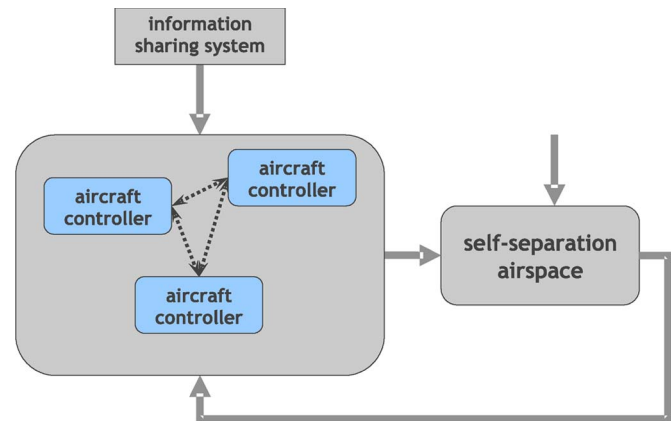 information
sharing system
aircraft
controller
aircraft
controller
aircraft
controller
self-separation
airspace